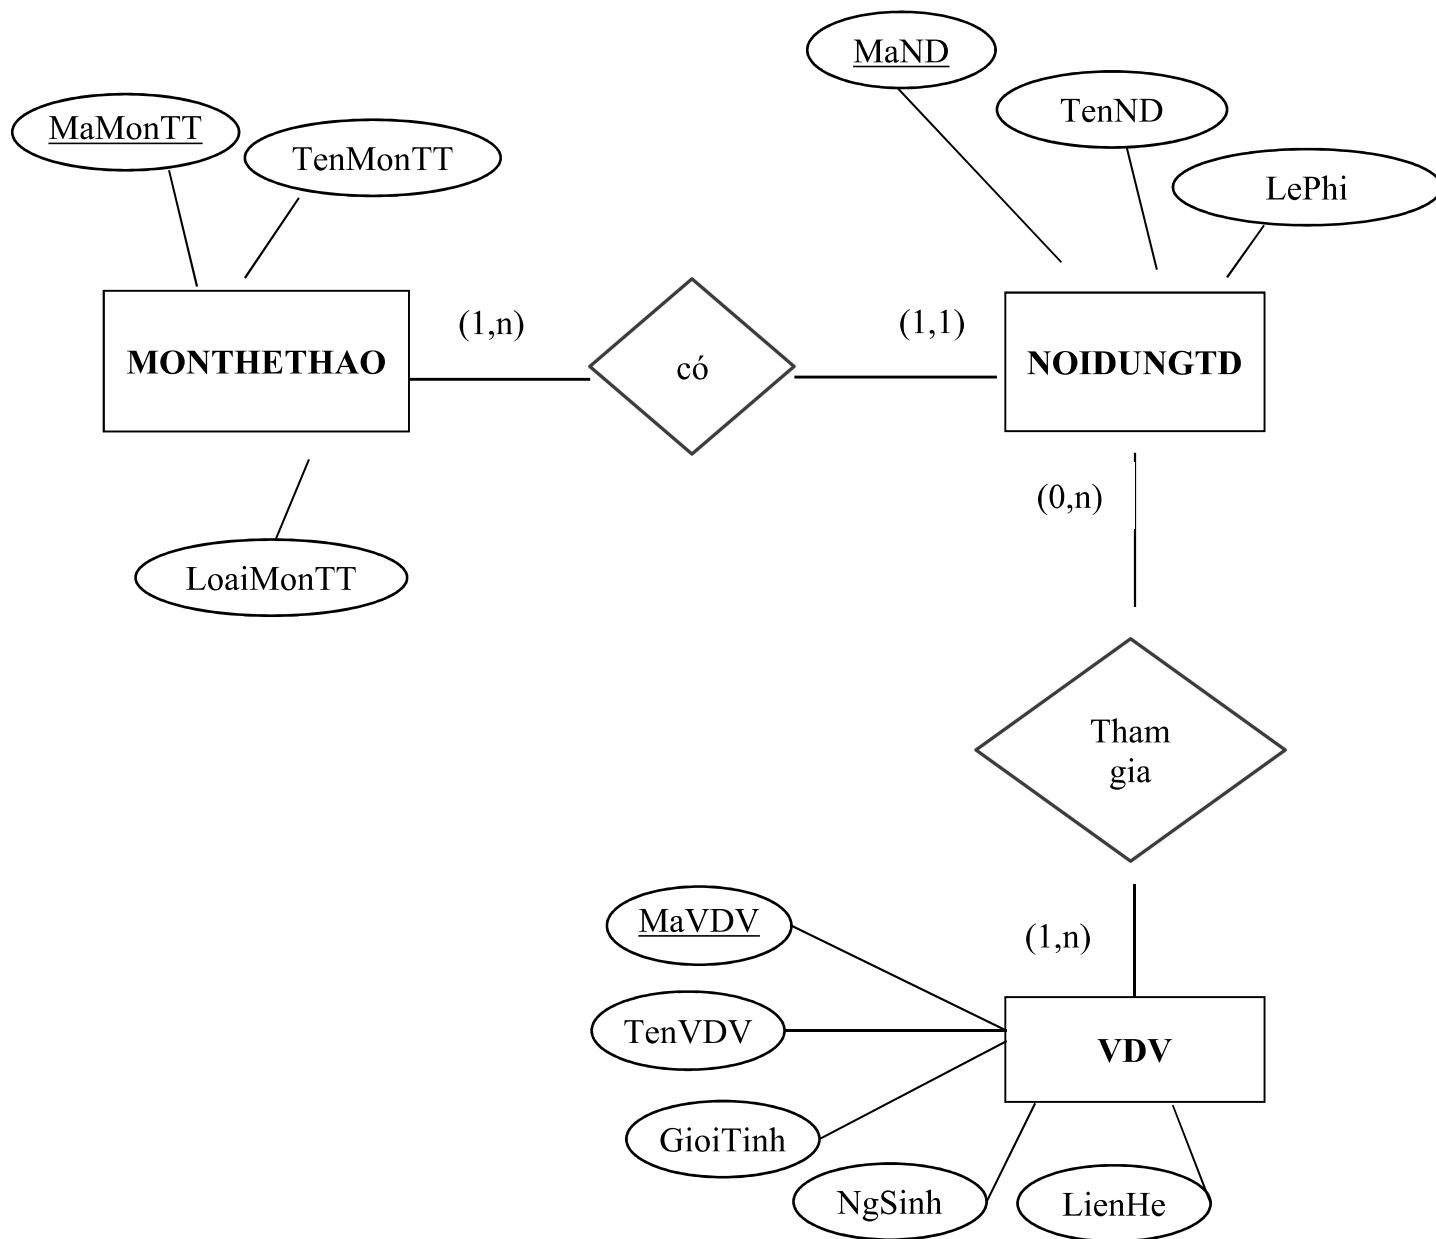 MaND
TenND
MaMonTT
TenMonTT
LePhi
(1,n)
(1,1)
MONTHETHAO
có
NOIDUNGTD
(0,n)
LoaiMonTT
Tham
gia
MaVDV
(1,n)
TenVDV
VDV
GioiTinh
NgSinh
LienHe